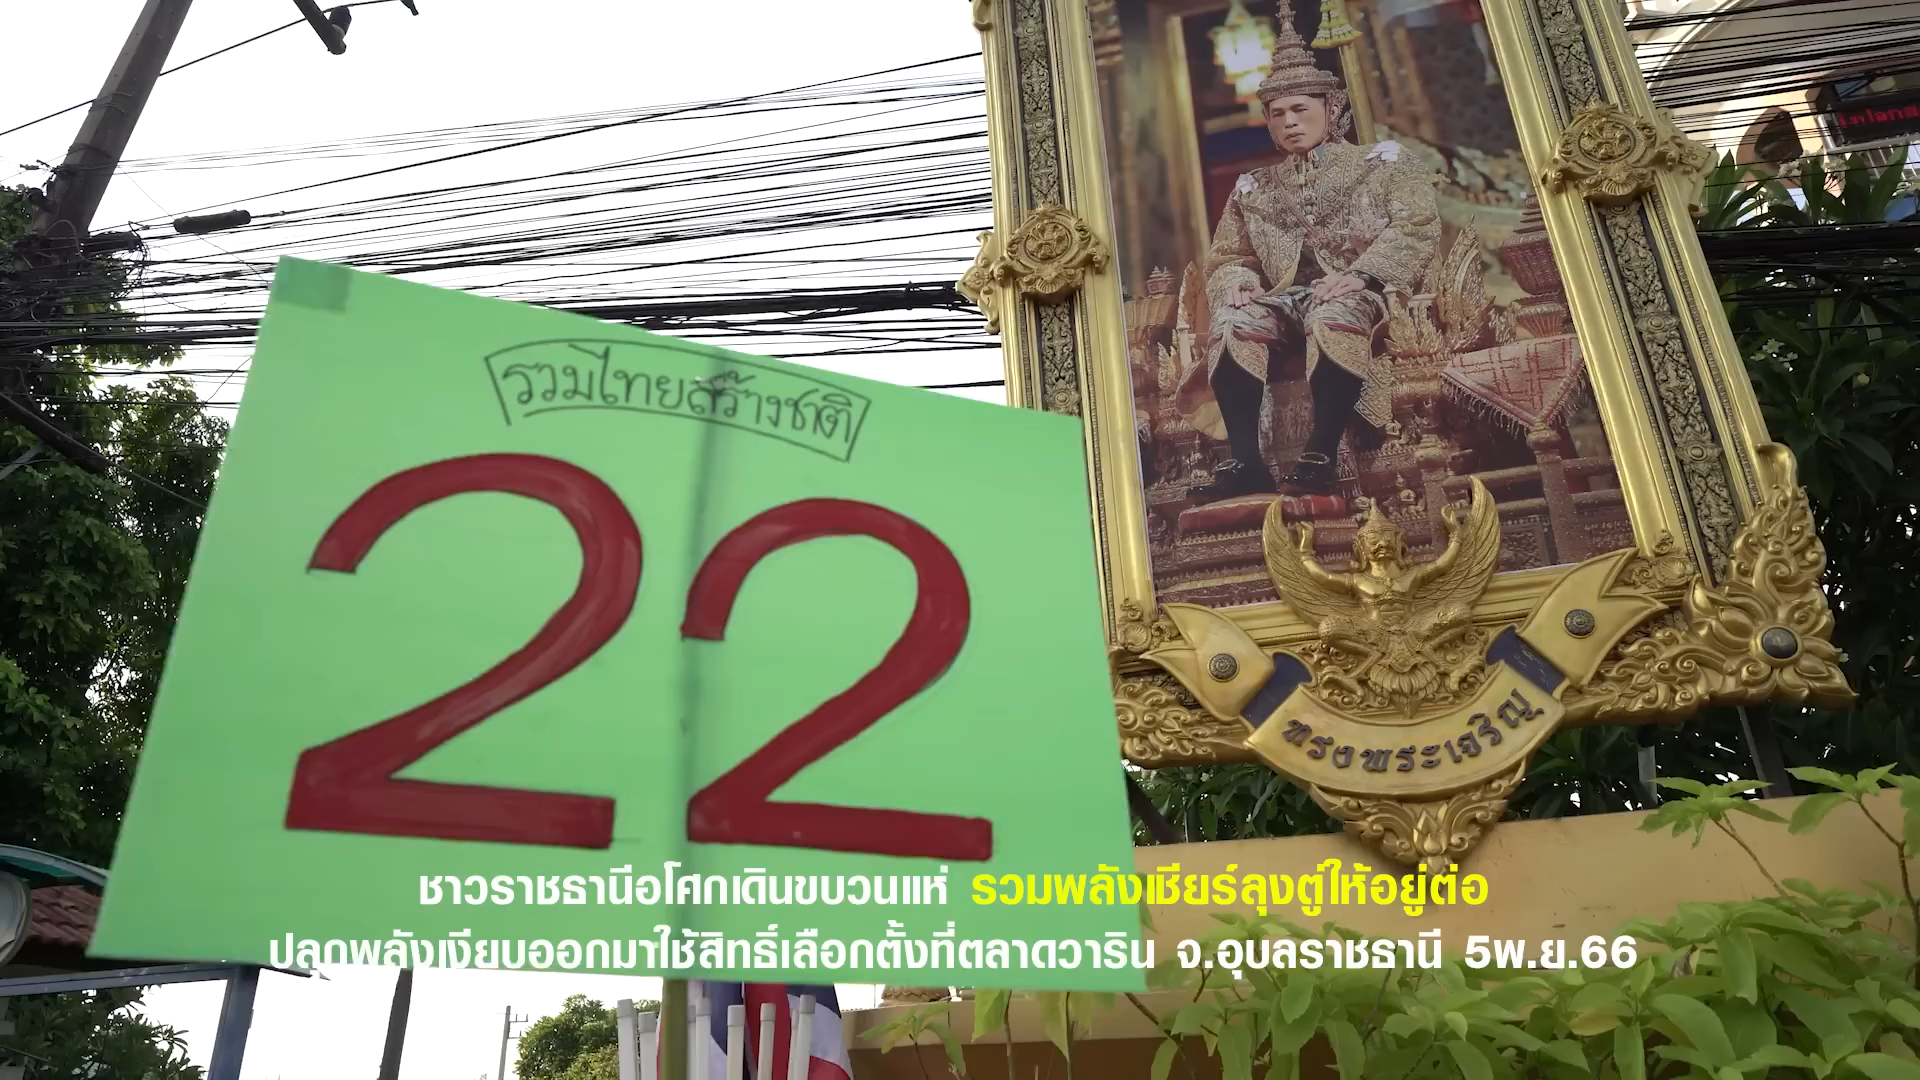 รวมไทยสร้างชาติ
22
ทรงพระเจริญ
ชาวราชธานีอโศกเดินขบวนแห่ รวมพลังเชียร์ลุงตู่ให้อยู่ต่อ
ปลุกพลังเงียบออกมาใช้สิทธิ์เลือกตั้งที่ตลาดวาริน จ.อุบลราชธานี 5พ.ย.66